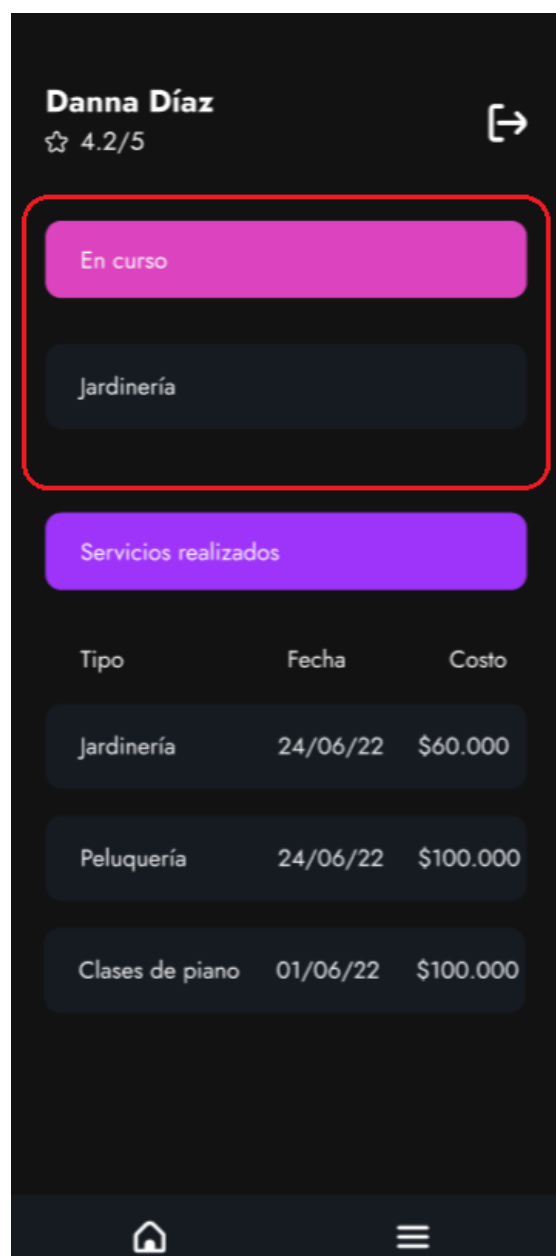 Danna Díaz
4.2/5
En curso
Jardinería
Servicios realizados
Tipo Fecha Costo
Jardinería 24/06/22 $60.000
Peluquería 24/06/22 $100.000
Clases de piano 01/06/22 $100.000